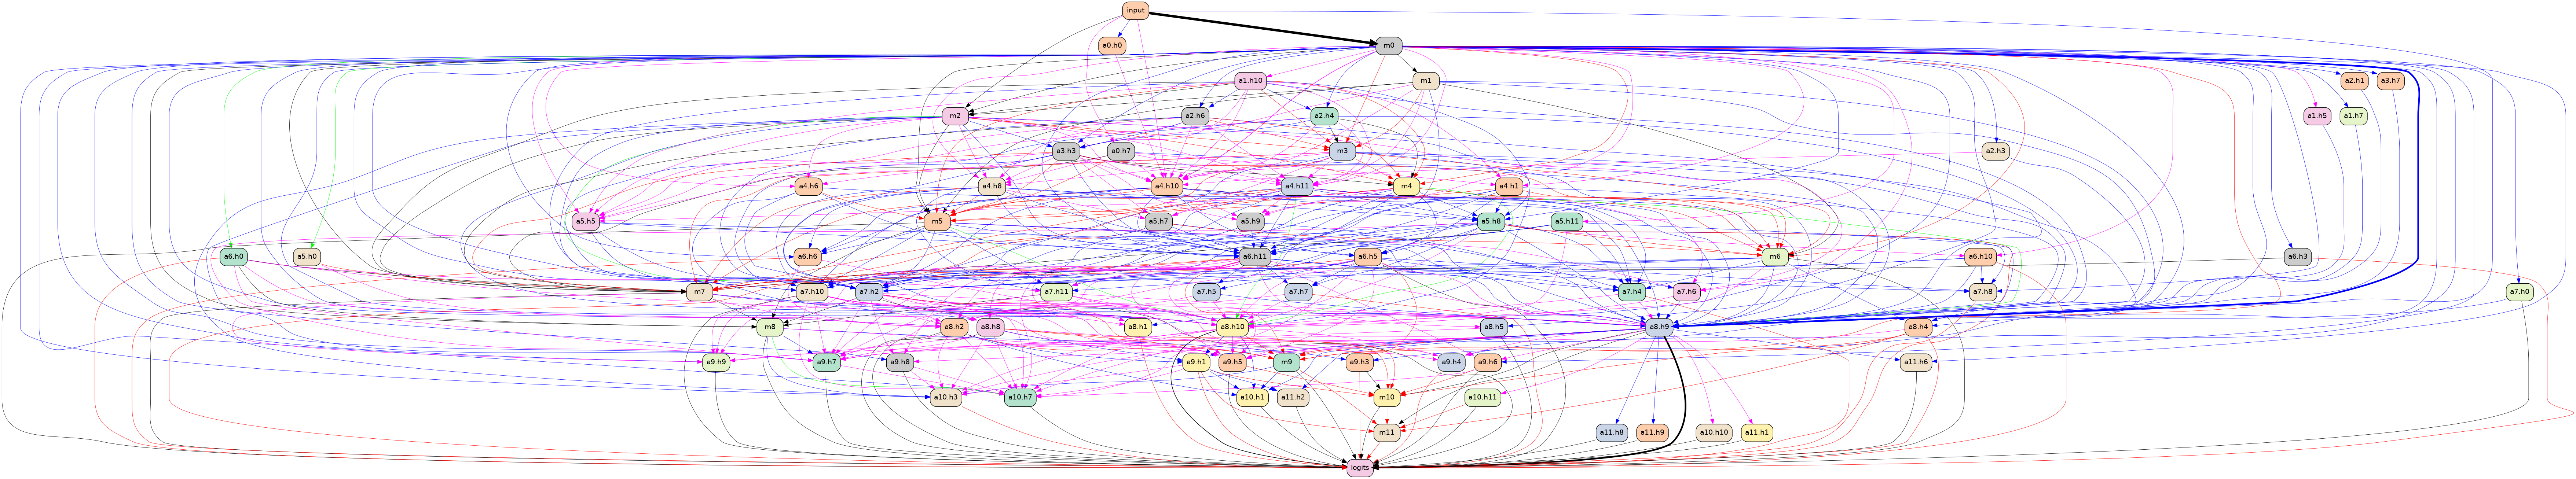 input
a0.h0 m0
a1.h10 m1 a2.h1 a3.h7
m2 a2.h6 a2.h4 a1.h5 a1.h7
a3.h3 a0.h7 m3 a2.h3
a4.h6 a4.h8 a4.h10 a4.h11 m4 a4.h1
a5.h5 m5 a5.h7 a5.h9 a5.h8 a5.h11
a6.h0 a5.h0 a6.h6 a6.h11 a6.h5 m6 a6.h10 a6.h3
m7 a7.h10 a7.h2 a7.h11 a7.h5 a7.h7 a7.h4 a7.h6 a7.h8 a7.h0
m8 a8.h2 a8.h8 a8.h1 a8.h10 a8.h5 a8.h9 a8.h4
a9.h9 a9.h7 a9.h8 a9.h1 a9.h5 m9 a9.h3 a9.h4 a9.h6 a11.h6
a10.h3 a10.h7 a10.h1 a11.h2 m10 a10.h11
m11 a11.h8 a11.h9 a10.h10 a11.h1
logits